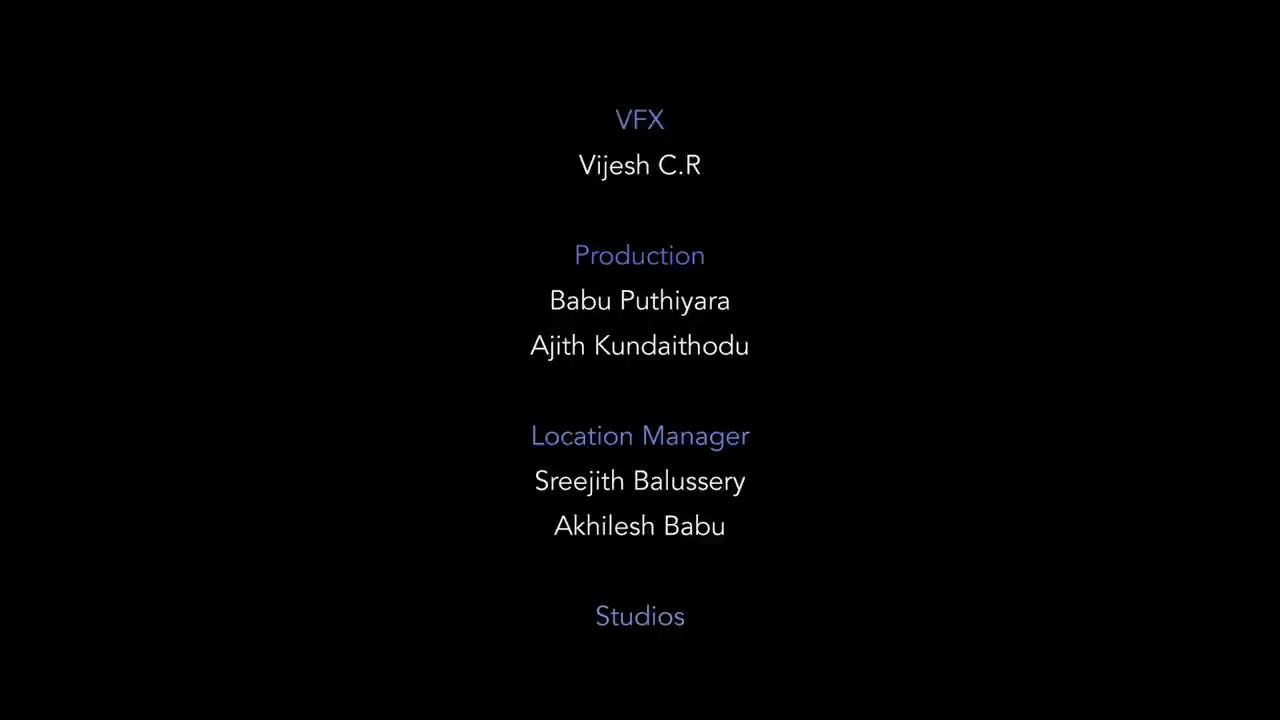 VFX
Vijesh C.R
Production
Babu Puthiyara
Ajith Kundaithodu
Location Manager
Sreejith Balussery
Akhilesh Babu
Studios